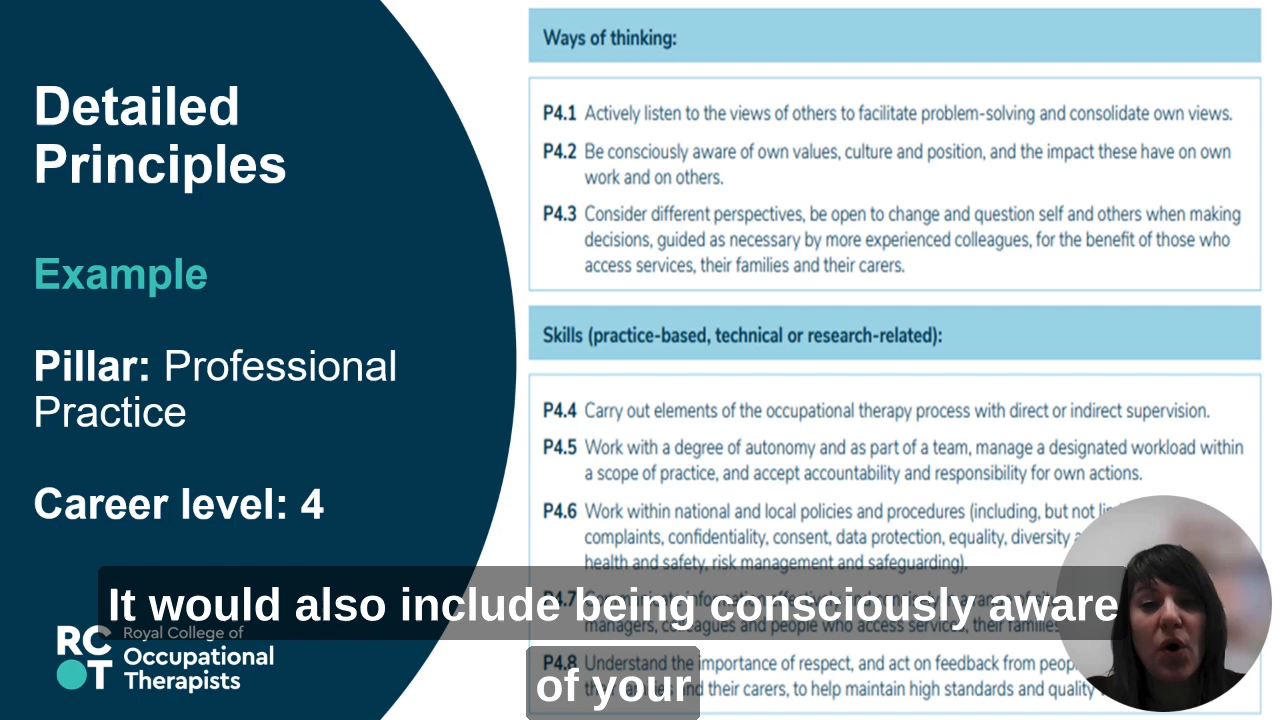 Detailed
Principles
Example
Pillar: Professional
Practice
Career level: 4
RC
OT
Royal College of
Occupational
Therapists
Ways of thinking:
P4.1 Actively listen to the views of others to facilitate problem-solving and consolidate own views.
P4.2 Be consciously aware of own values, culture and position, and the impact these have on own
work and on others.
P4.3 Consider different perspectives, be open to change and question self and others when making
decisions, guided as necessary by more experienced colleagues, for the benefit of those who
access services, their families and their carers.
Skills (practice-based, technical or research-related):
P4.4 Carry out elements of the occupational therapy process with direct or indirect supervision.
P4.5 Work with a degree of autonomy and as part of a team, manage a designated workload within
a scope of practice, and accept accountability and responsibility for own actions.
P4.6 Work within national and local policies and procedures (including, but not
complaints, confidentiality, consent, data protection, equality, diversity
health and safety, risk management and safeguarding).
P4.7
managers, colleagues and people who access services, their families
P4.8 Understand the importance of respect, and act on feedback from
and their carers, to help maintain high standards and quality
It would also include being consciously aware
of your